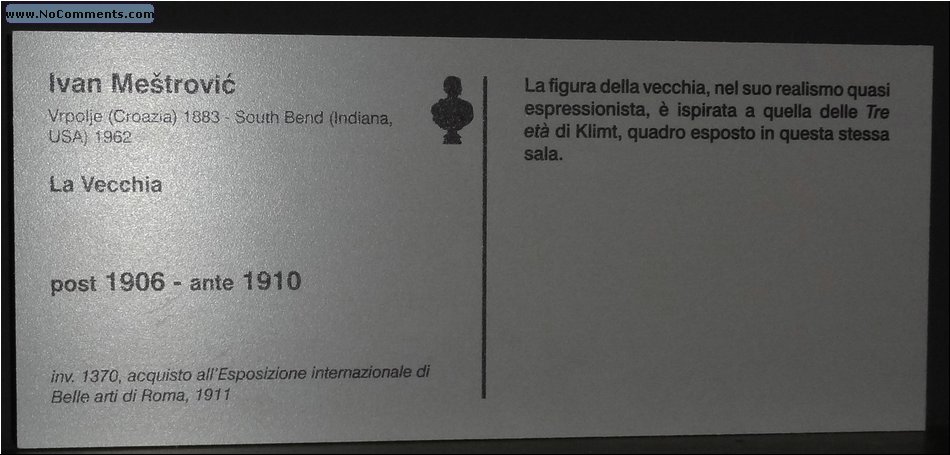 www.NoComments.com
Ivan Meštrović
Vrpolje (Croazia) 1883 - South Bend (Indiana,
USA) 1962
La Vecchia
post 1906 - ante 1910
inv. 1370, acquisto all'Esposizione internazionale di
Belle arti di Roma, 1911
La figura della vecchia, nel suo realismo quasi
espressionista, è ispirata a quella delle Tre
età di Klimt, quadro esposto in questa stessa
sala.